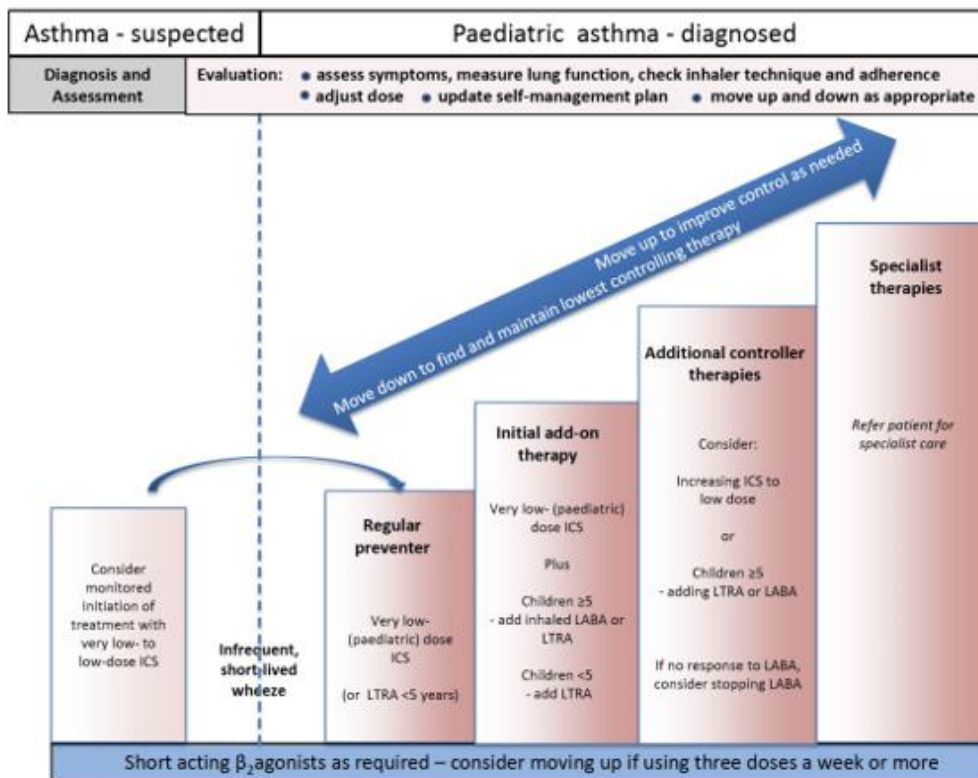 Asthma - suspected
Paediatric asthma - diagnosed
Diagnosis and
Assessment
Evaluation: • assess symptoms, measure lung function, check inhaler technique and adherence
• adjust dose • update self-management plan • move up and down as appropriate
Move up to improve control as needed
Move down to find and maintain lowest controlling therapy
Consider
monitored
initiation of
treatment with
very low- to
low-dose ICS
Infrequent,
short-lived
wheeze
Regular
preventer
Very low-
(paediatric) dose
ICS
(or LTRA <5 years)
Initial add-on
therapy
Very low- (paediatric)
dose ICS
Plus
Children ≥5
- add inhaled LABA or
LTRA
Children <5
- add LTRA
Additional controller
therapies
Consider:
Increasing ICS to
low dose
or
Children ≥5
- adding LTRA or LABA
If no response to LABA,
consider stopping LABA
Specialist
therapies
Refer patient for
specialist care
Short acting β₂agonists as required – consider moving up if using three doses a week or more